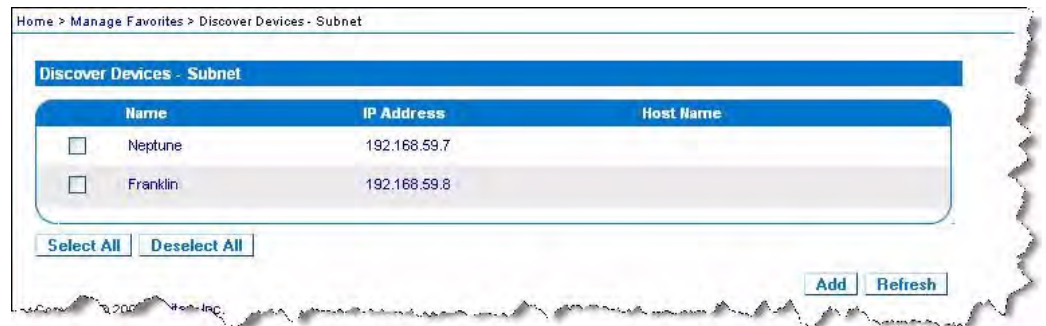 Home > Manage Favorites > Discover Devices - Subnet
Discover Devices - Subnet
Name IP Address Host Name
Neptune 192.168.59.7
Franklin 192.168.59.8
Select All Deselect All
Add Refresh
Inc.